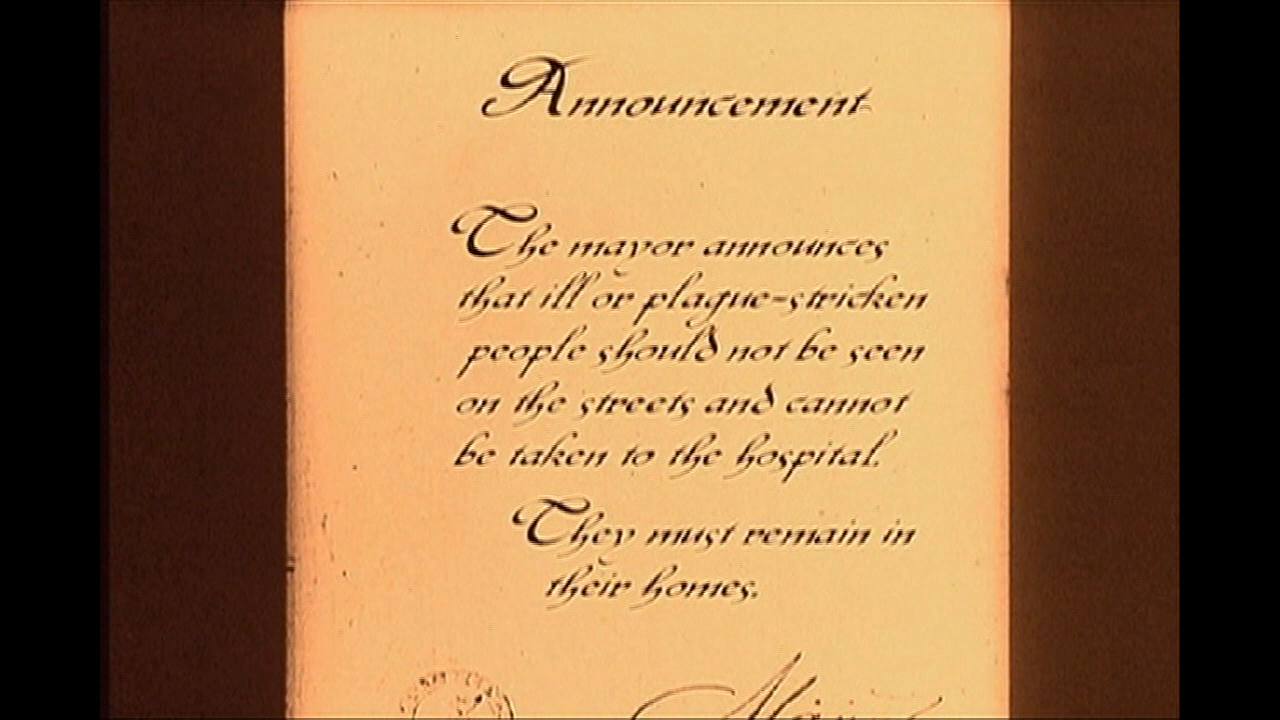 Announcement
The mayor announces
that ill or plague-stricken
people should not be seen
on the streets and cannot
be taken to the hospital.
They must remain in
their homes.